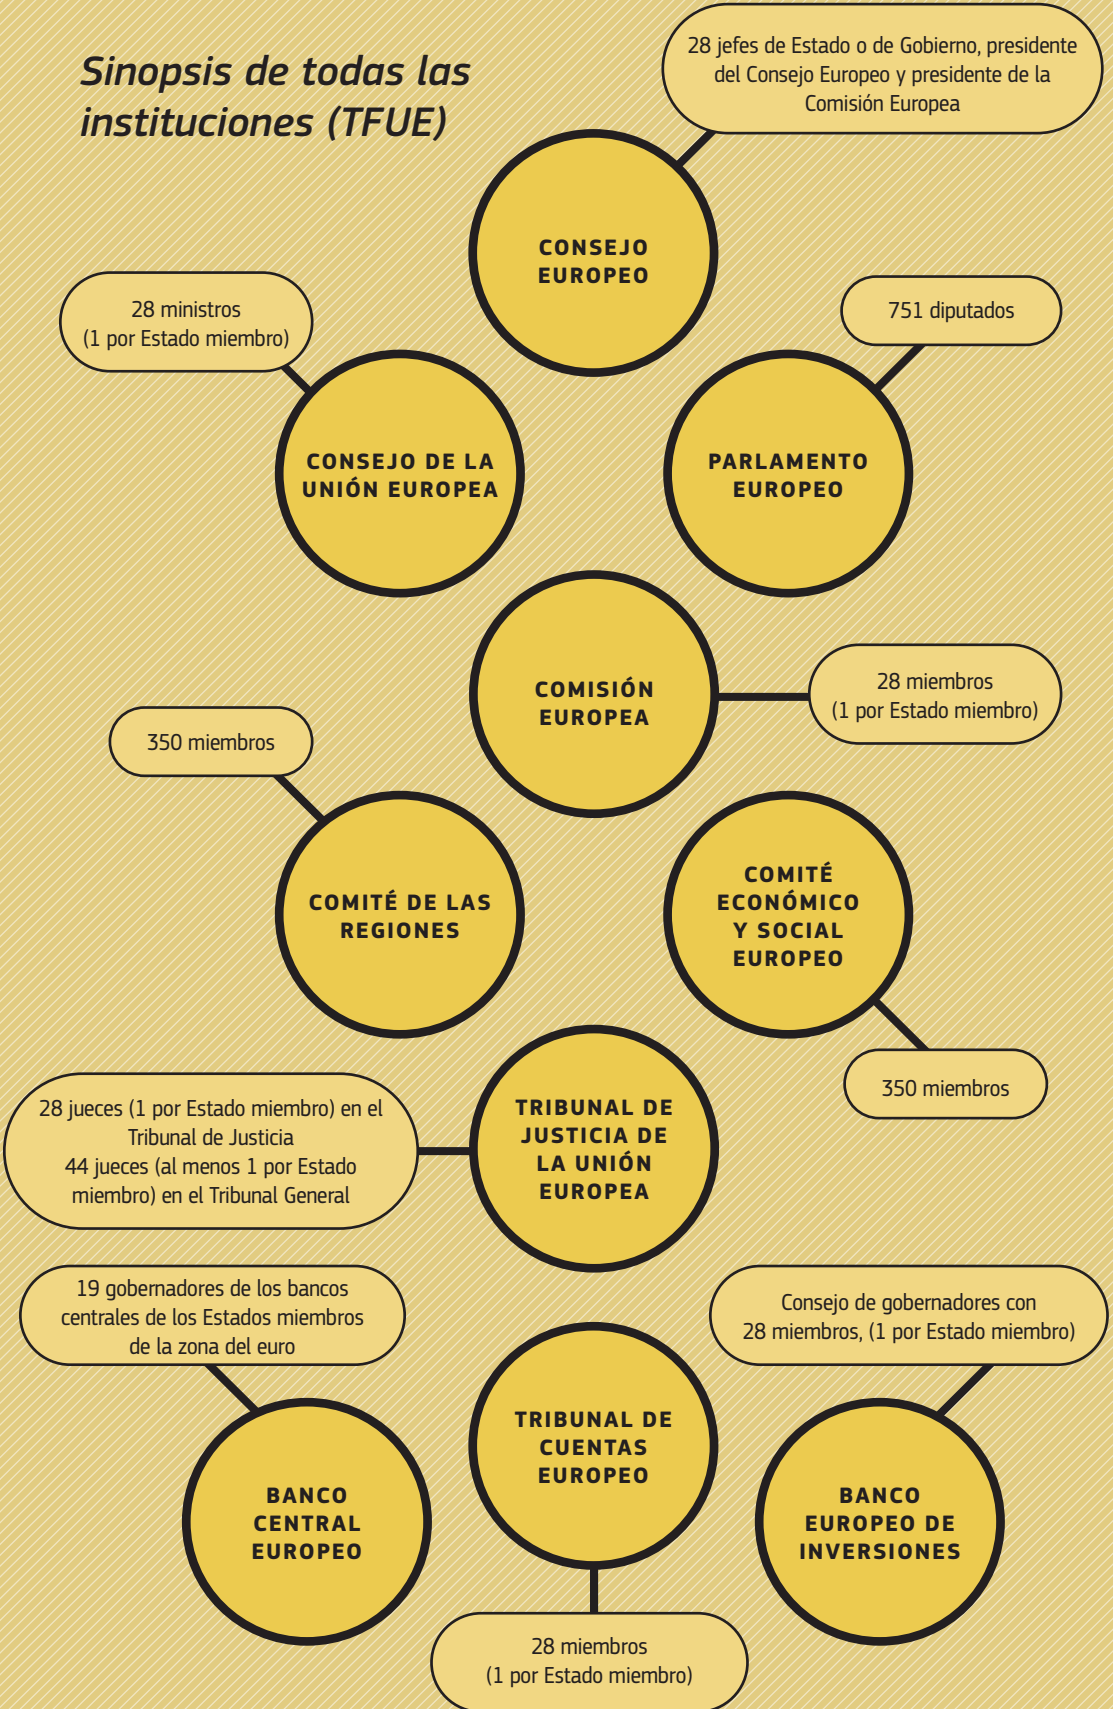 Sinopsis de todas las
instituciones (TFUE)
28 jefes de Estado o de Gobierno, presidente
del Consejo Europeo y presidente de la
Comisión Europea
CONSEJO
EUROPEO
28 ministros
(1 por Estado miembro)
CONSEJO DE LA
UNIÓN EUROPEA
751 diputados
PARLAMENTO
EUROPEO
COMISIÓN
EUROPEA
28 miembros
(1 por Estado miembro)
350 miembros
COMITÉ DE LAS
REGIONES
COMITÉ
ECONÓMICO
Y SOCIAL
EUROPEO
350 miembros
28 jueces (1 por Estado miembro) en el
Tribunal de Justicia
44 jueces (al menos 1 por Estado
miembro) en el Tribunal General
TRIBUNAL DE
JUSTICIA DE
LA UNIÓN
EUROPEA
19 gobernadores de los bancos
centrales de los Estados miembros
de la zona del euro
BANCO
CENTRAL
EUROPEO
TRIBUNAL DE
CUENTAS
EUROPEO
28 miembros
(1 por Estado miembro)
Consejo de gobernadores con
28 miembros, (1 por Estado miembro)
BANCO
EUROPEO DE
INVERSIONES